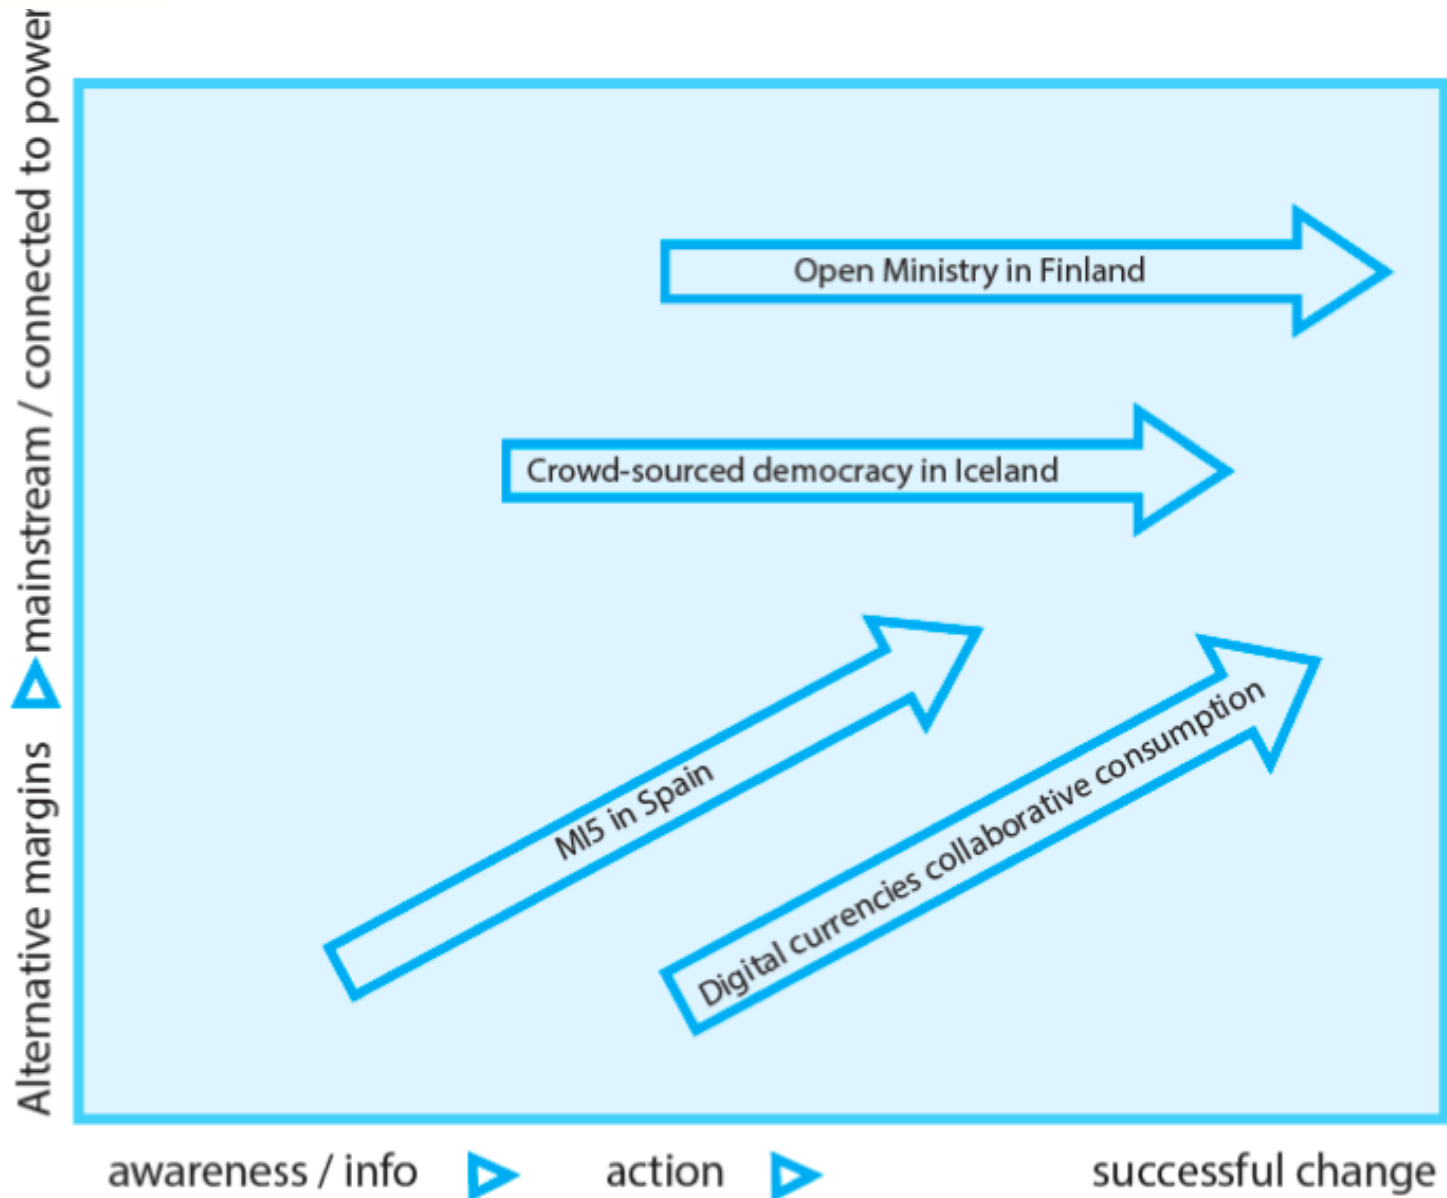 Alternative margins mainstream / connected to power
Open Ministry in Finland
Crowd-sourced democracy in Iceland
MI5 in Spain
Digital currencies collaborative consumption
awareness / info action successful change